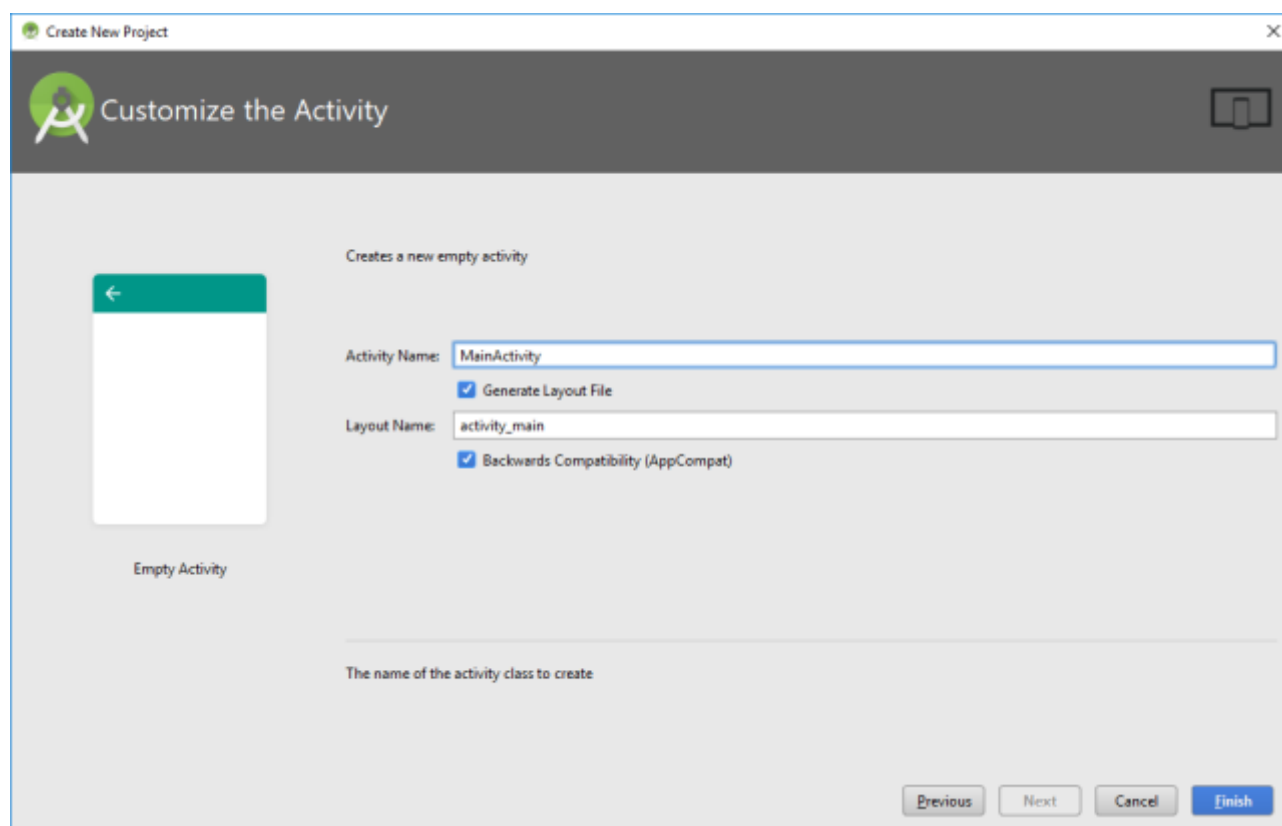 Create New Project
Customize the Activity
Creates a new empty activity
Activity Name: MainActivity
Generate Layout File
Layout Name: activity_main
Backwards Compatibility (AppCompat)
Empty Activity
The name of the activity class to create
Previous Next Cancel Finish